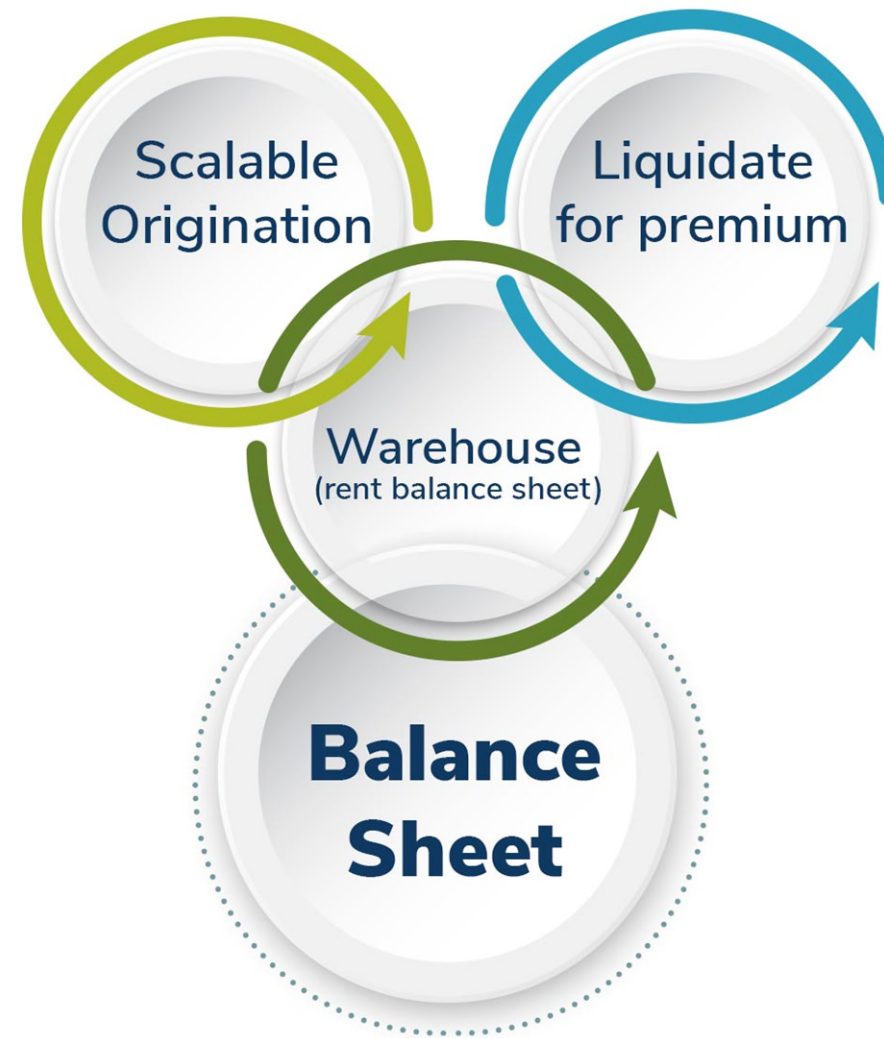 Scalable
Origination
Liquidate
for premium
Warehouse
(rent balance sheet)
Balance
Sheet